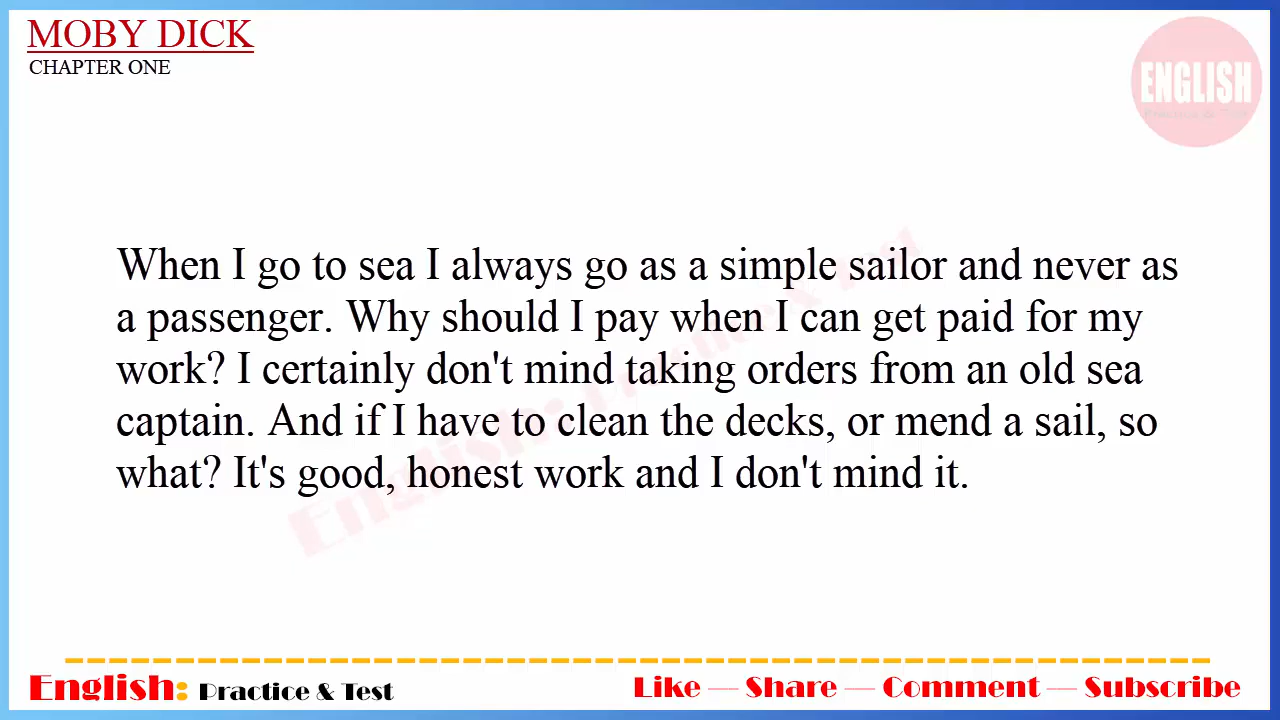 MOBY DICK
CHAPTER ONE
ENGLISH
When I go to sea I always go as a simple sailor and never as
a passenger. Why should I pay when I can get paid for my
work? I certainly don't mind taking orders from an old sea
captain. And if I have to clean the decks, or mend a sail, so
what? It's good, honest work and I don't mind it.
English: Practice & Test
Like — Share — Comment — Subscribe